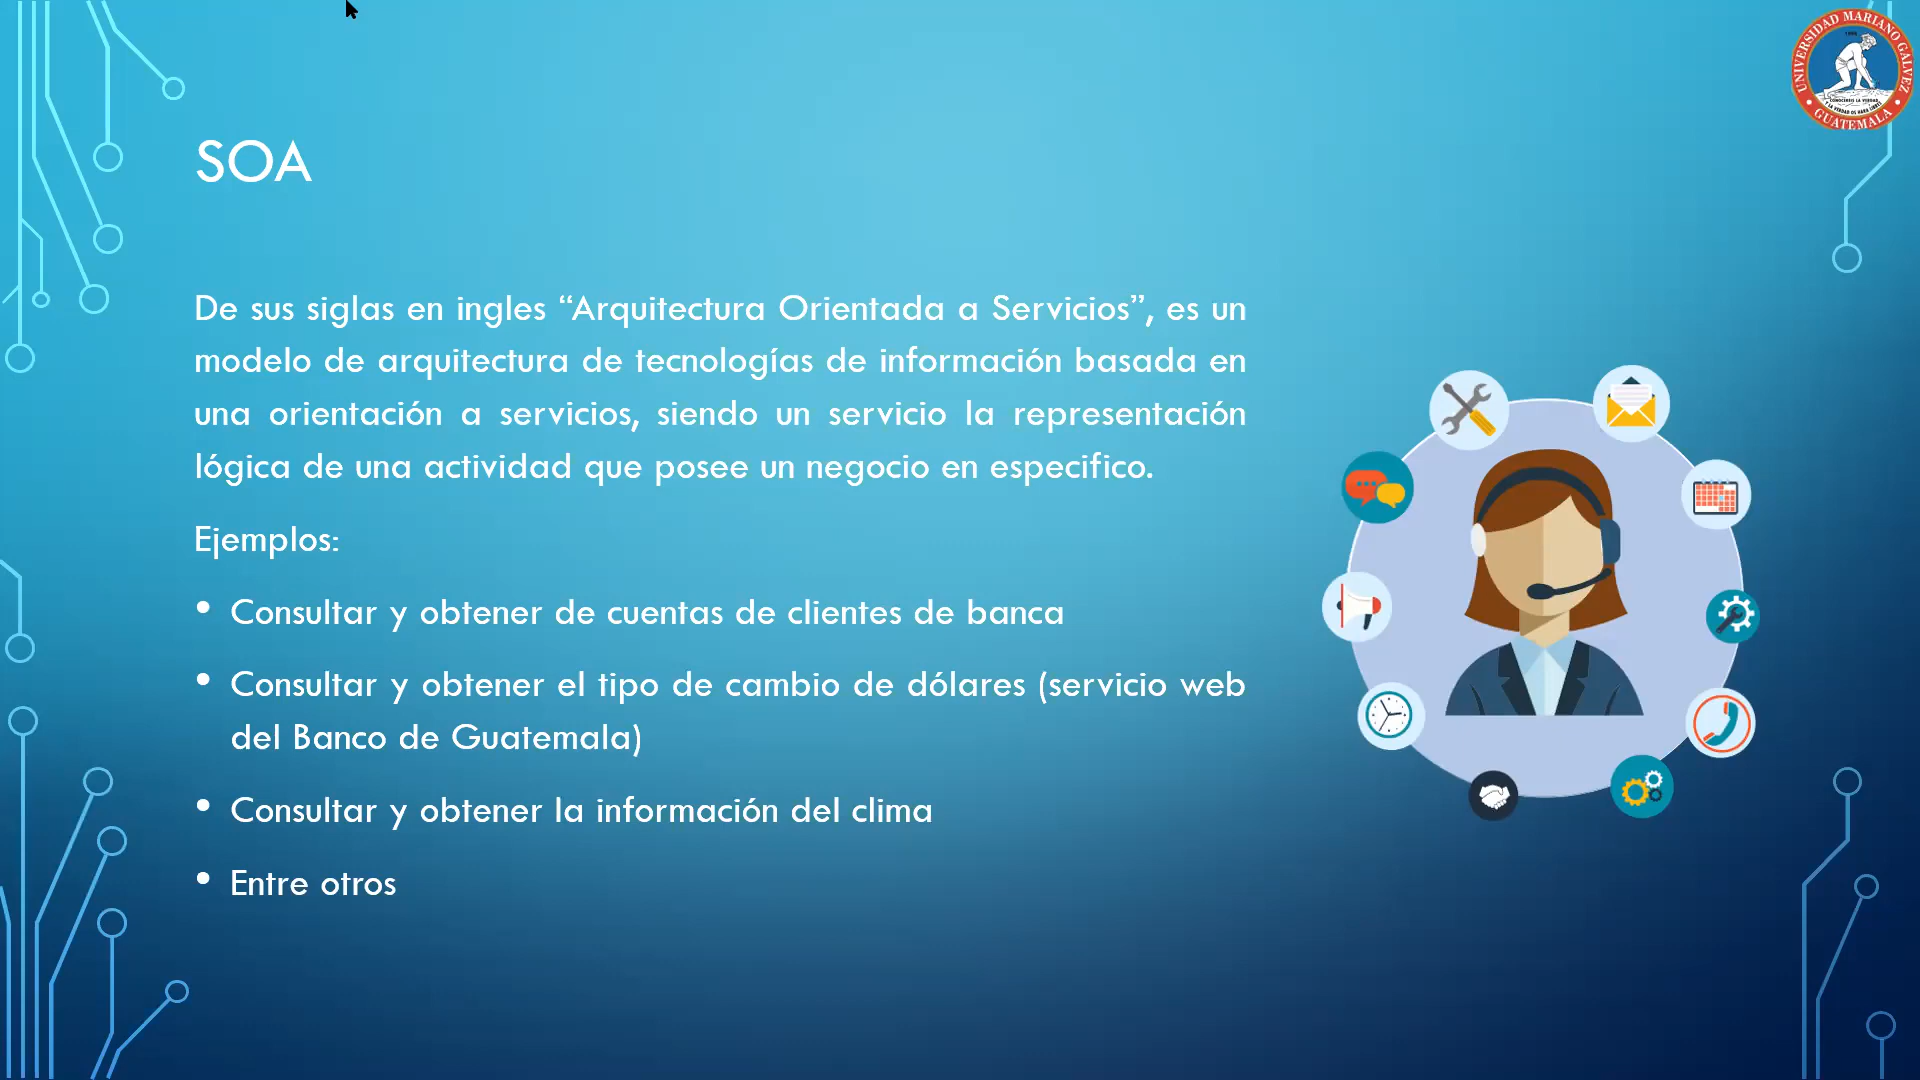 UNIVERSIDAD MARIANO GALVEZ
GUATEMALA
SOA
De sus siglas en ingles “Arquitectura Orientada a Servicios”, es un
modelo de arquitectura de tecnologías de información basada en
una orientación a servicios, siendo un servicio la representación
lógica de una actividad que posee un negocio en especifico.
Ejemplos:
• Consultar y obtener de cuentas de clientes de banca
• Consultar y obtener el tipo de cambio de dólares (servicio web
del Banco de Guatemala)
• Consultar y obtener la información del clima
• Entre otros